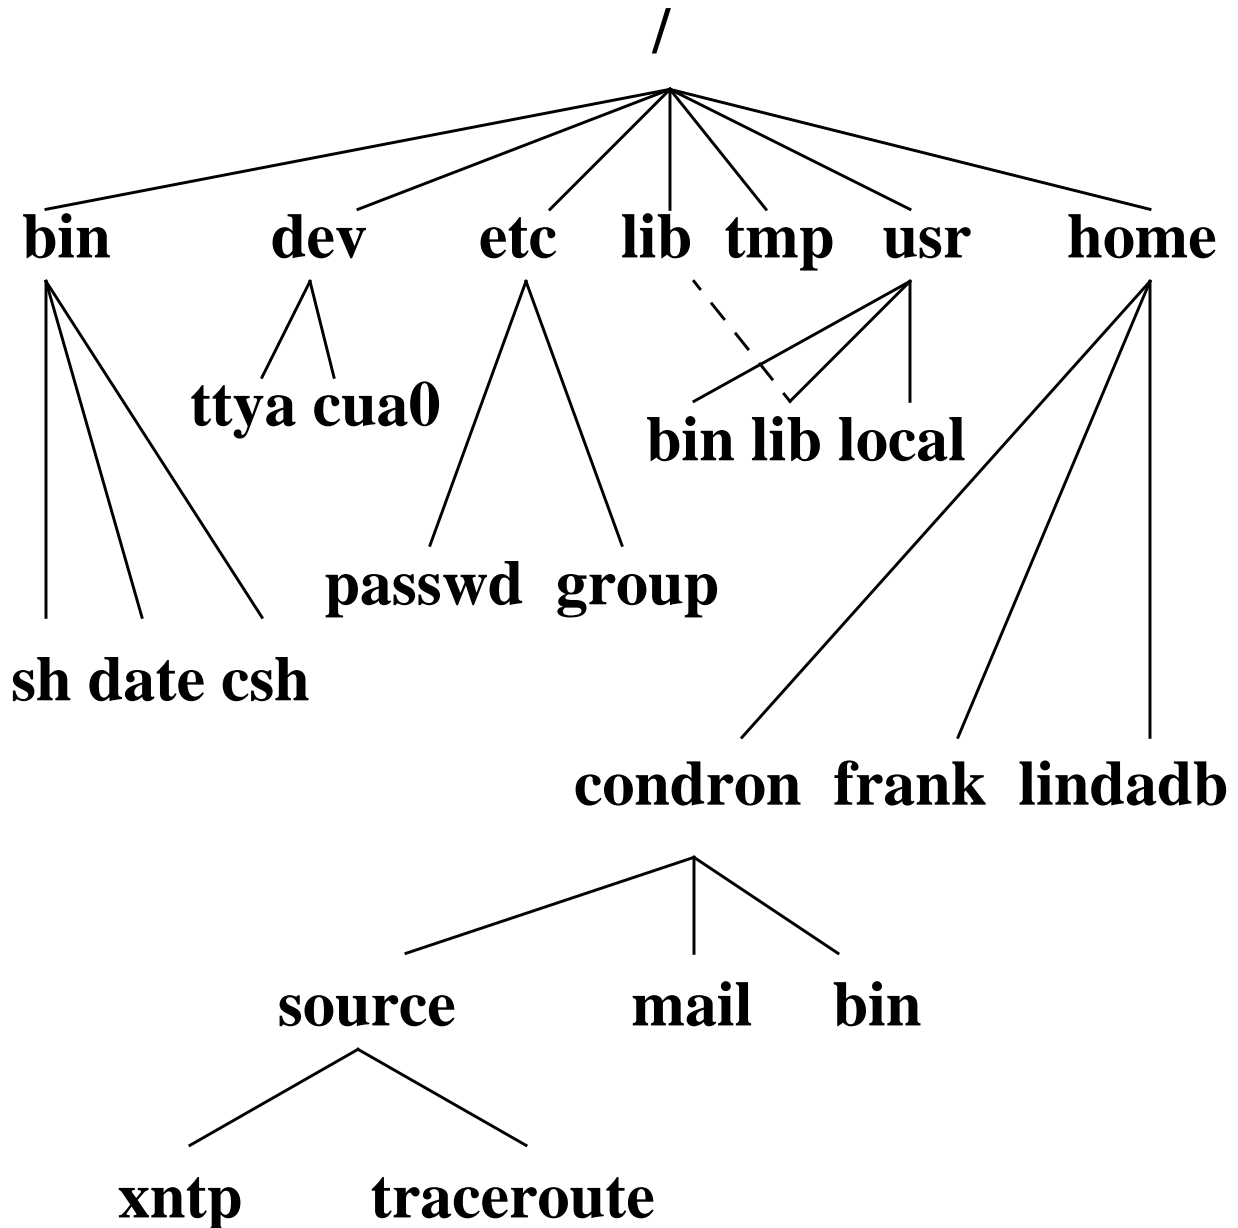 /
bin dev etc lib tmp usr home
ttya cua0
bin lib local
passwd group
sh date csh
condron frank lindadb
source mail bin
xntp traceroute